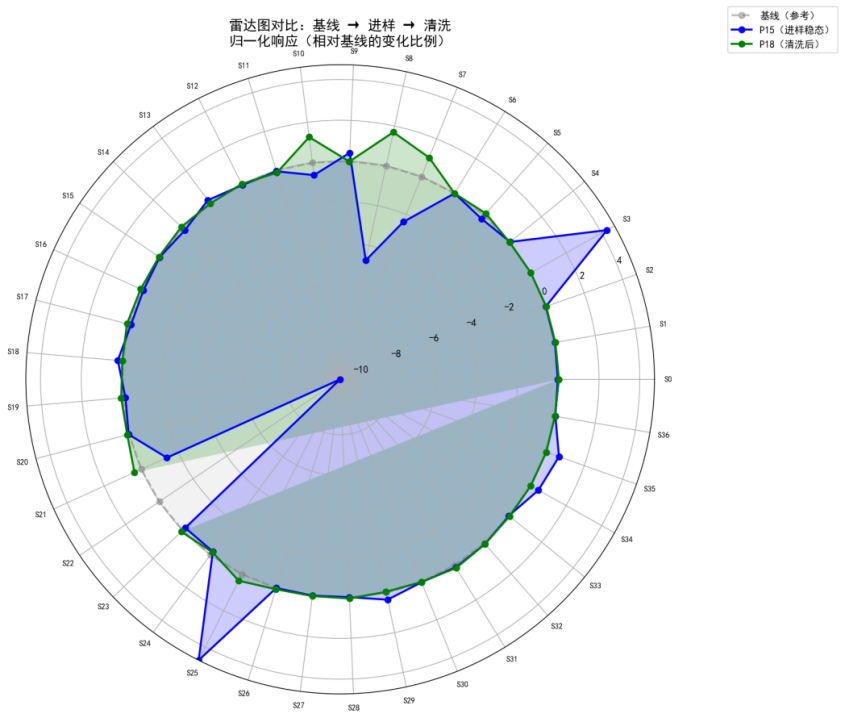 雷达图对比：基线 → 进样 → 清洗
归一化响应（相对基线的变化比例）
基线（参考）
P15（进样稳态）
P18（清洗后）
S0
S1
S2
S3
S4
S5
S6
S7
S8
S9
S10
S11
S12
S13
S14
S15
S16
S17
S18
S19
S20
S21
S22
S23
S24
S25
S26
S27
S28
S29
S30
S31
S32
S33
S34
S35
S36
−10
−8
−6
−4
−2
0
2
4